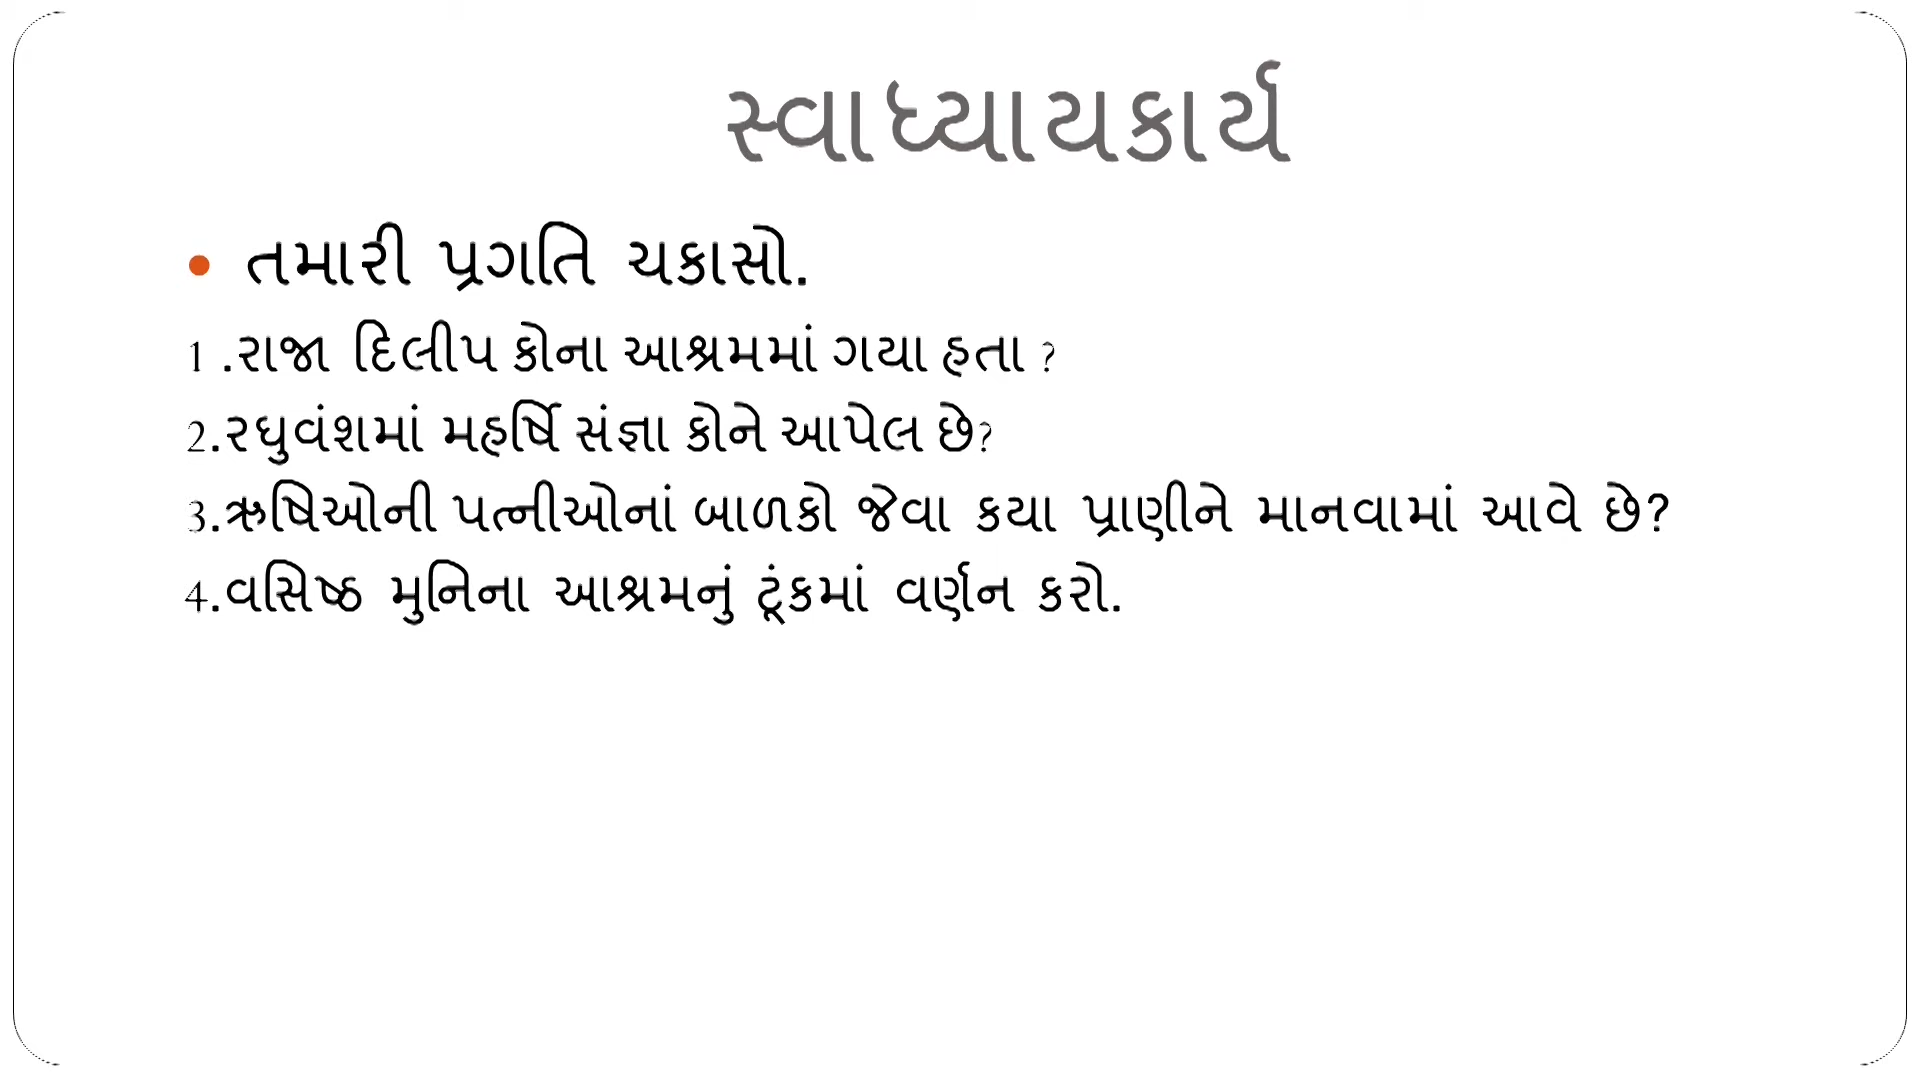 સ્વાધ્યાયકાર્ય
• તમારી પ્રગતિ ચકાસો.
1 .રાજા દિલીપ કોના આશ્રમમાં ગયા હતા ?
2.રઘુવંશમાં મહર્ષિ સંજ્ઞા કોને આપેલ છે?
3.ઋષિઓની પત્નીઓનાં બાળકો જેવા કયા પ્રાણીને માનવામાં આવે છે?
4.વસિષ્ઠ મુનિના આશ્રમનું ટૂંકમાં વર્ણન કરો.